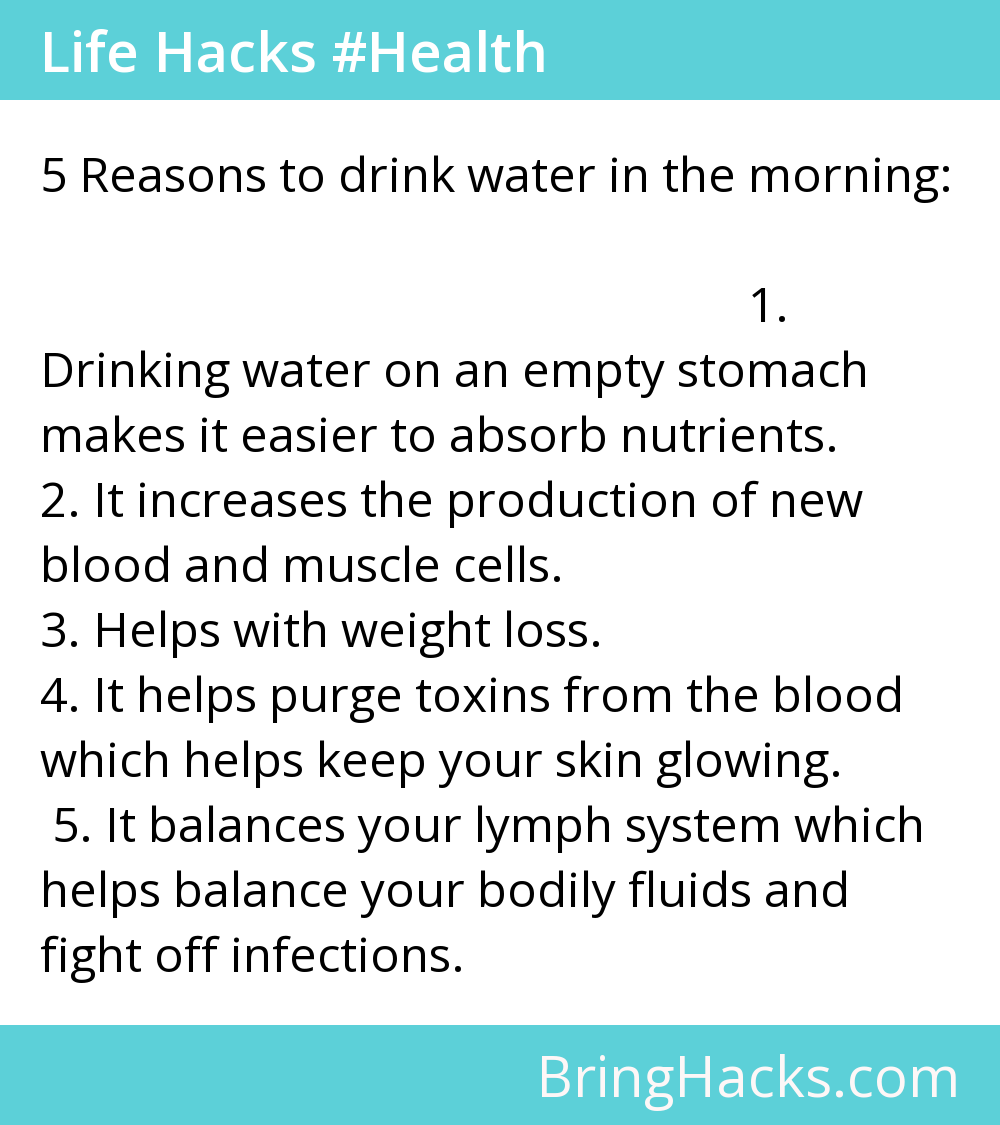 Life Hacks #Health
5 Reasons to drink water in the morning:
1.
Drinking water on an empty stomach
makes it easier to absorb nutrients.
2. It increases the production of new
blood and muscle cells.
3. Helps with weight loss.
4. It helps purge toxins from the blood
which helps keep your skin glowing.
5. It balances your lymph system which
helps balance your bodily fluids and
fight off infections.
BringHacks.com